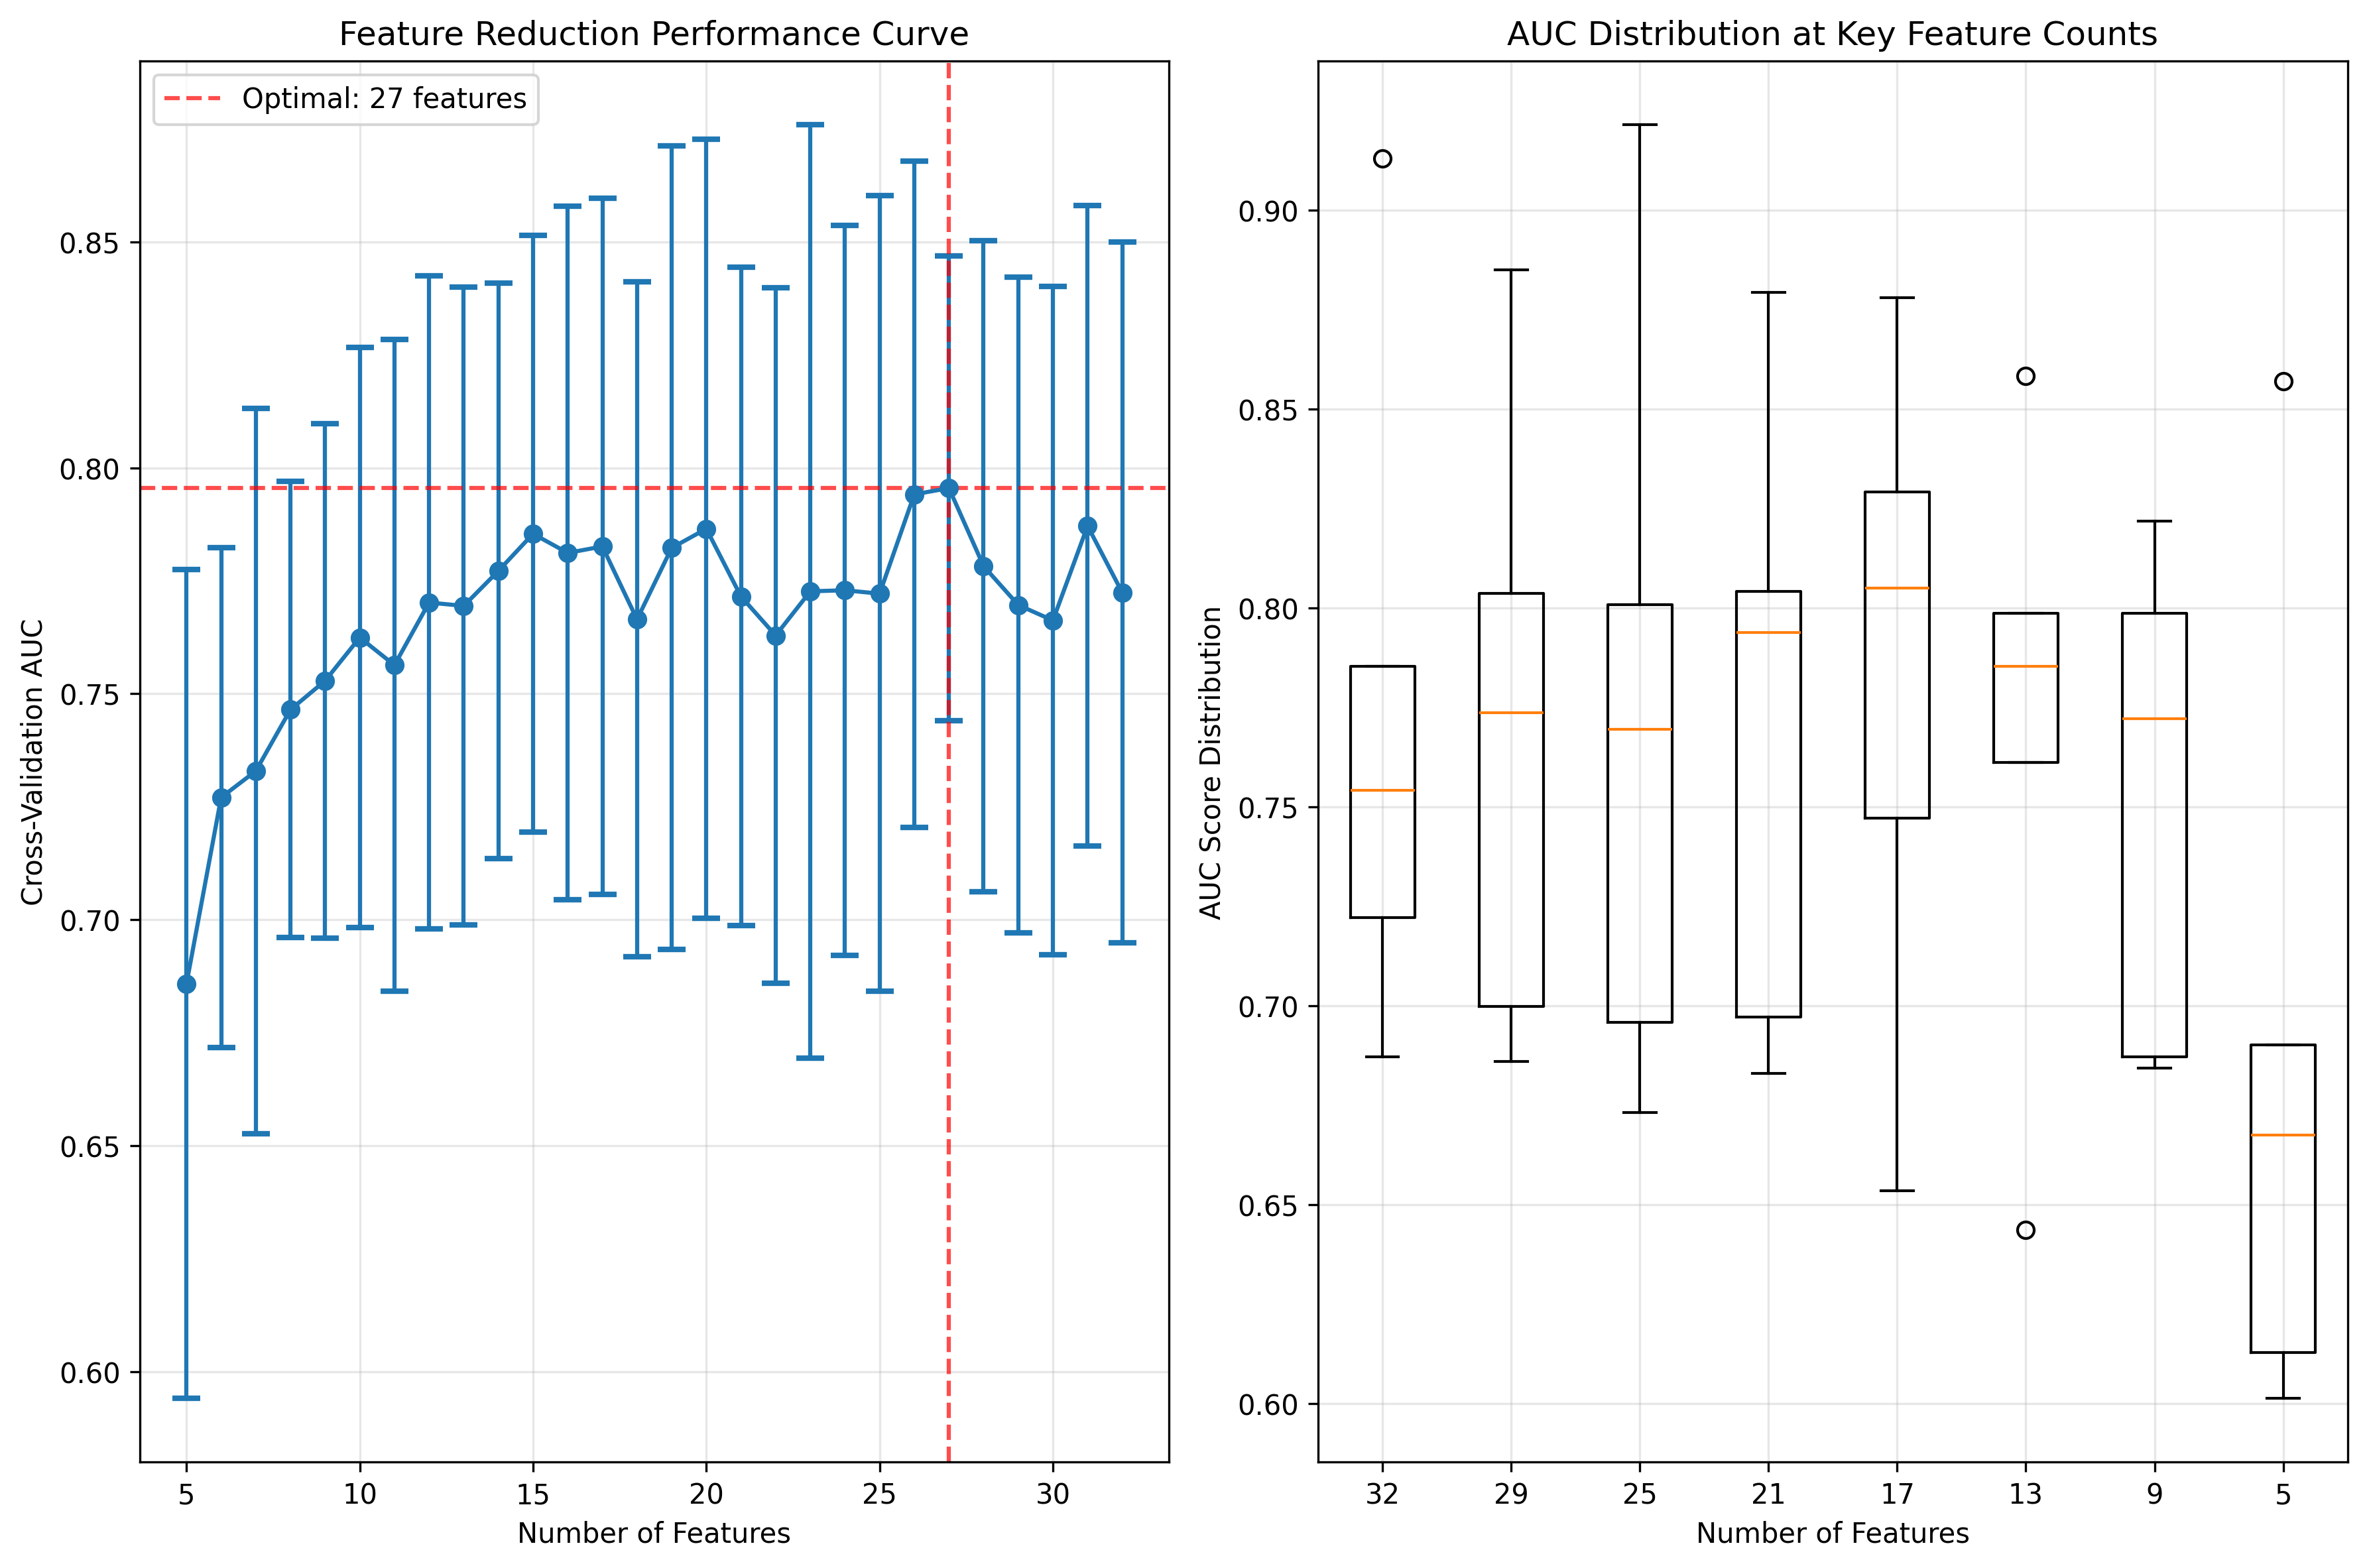 Feature Reduction Performance Curve
Optimal: 27 features
Cross-Validation AUC
0.85
0.80
0.75
0.70
0.65
0.60
5 10 15 20 25 30
Number of Features
AUC Distribution at Key Feature Counts
AUC Score Distribution
0.90
0.85
0.80
0.75
0.70
0.65
0.60
32 29 25 21 17 13 9 5
Number of Features